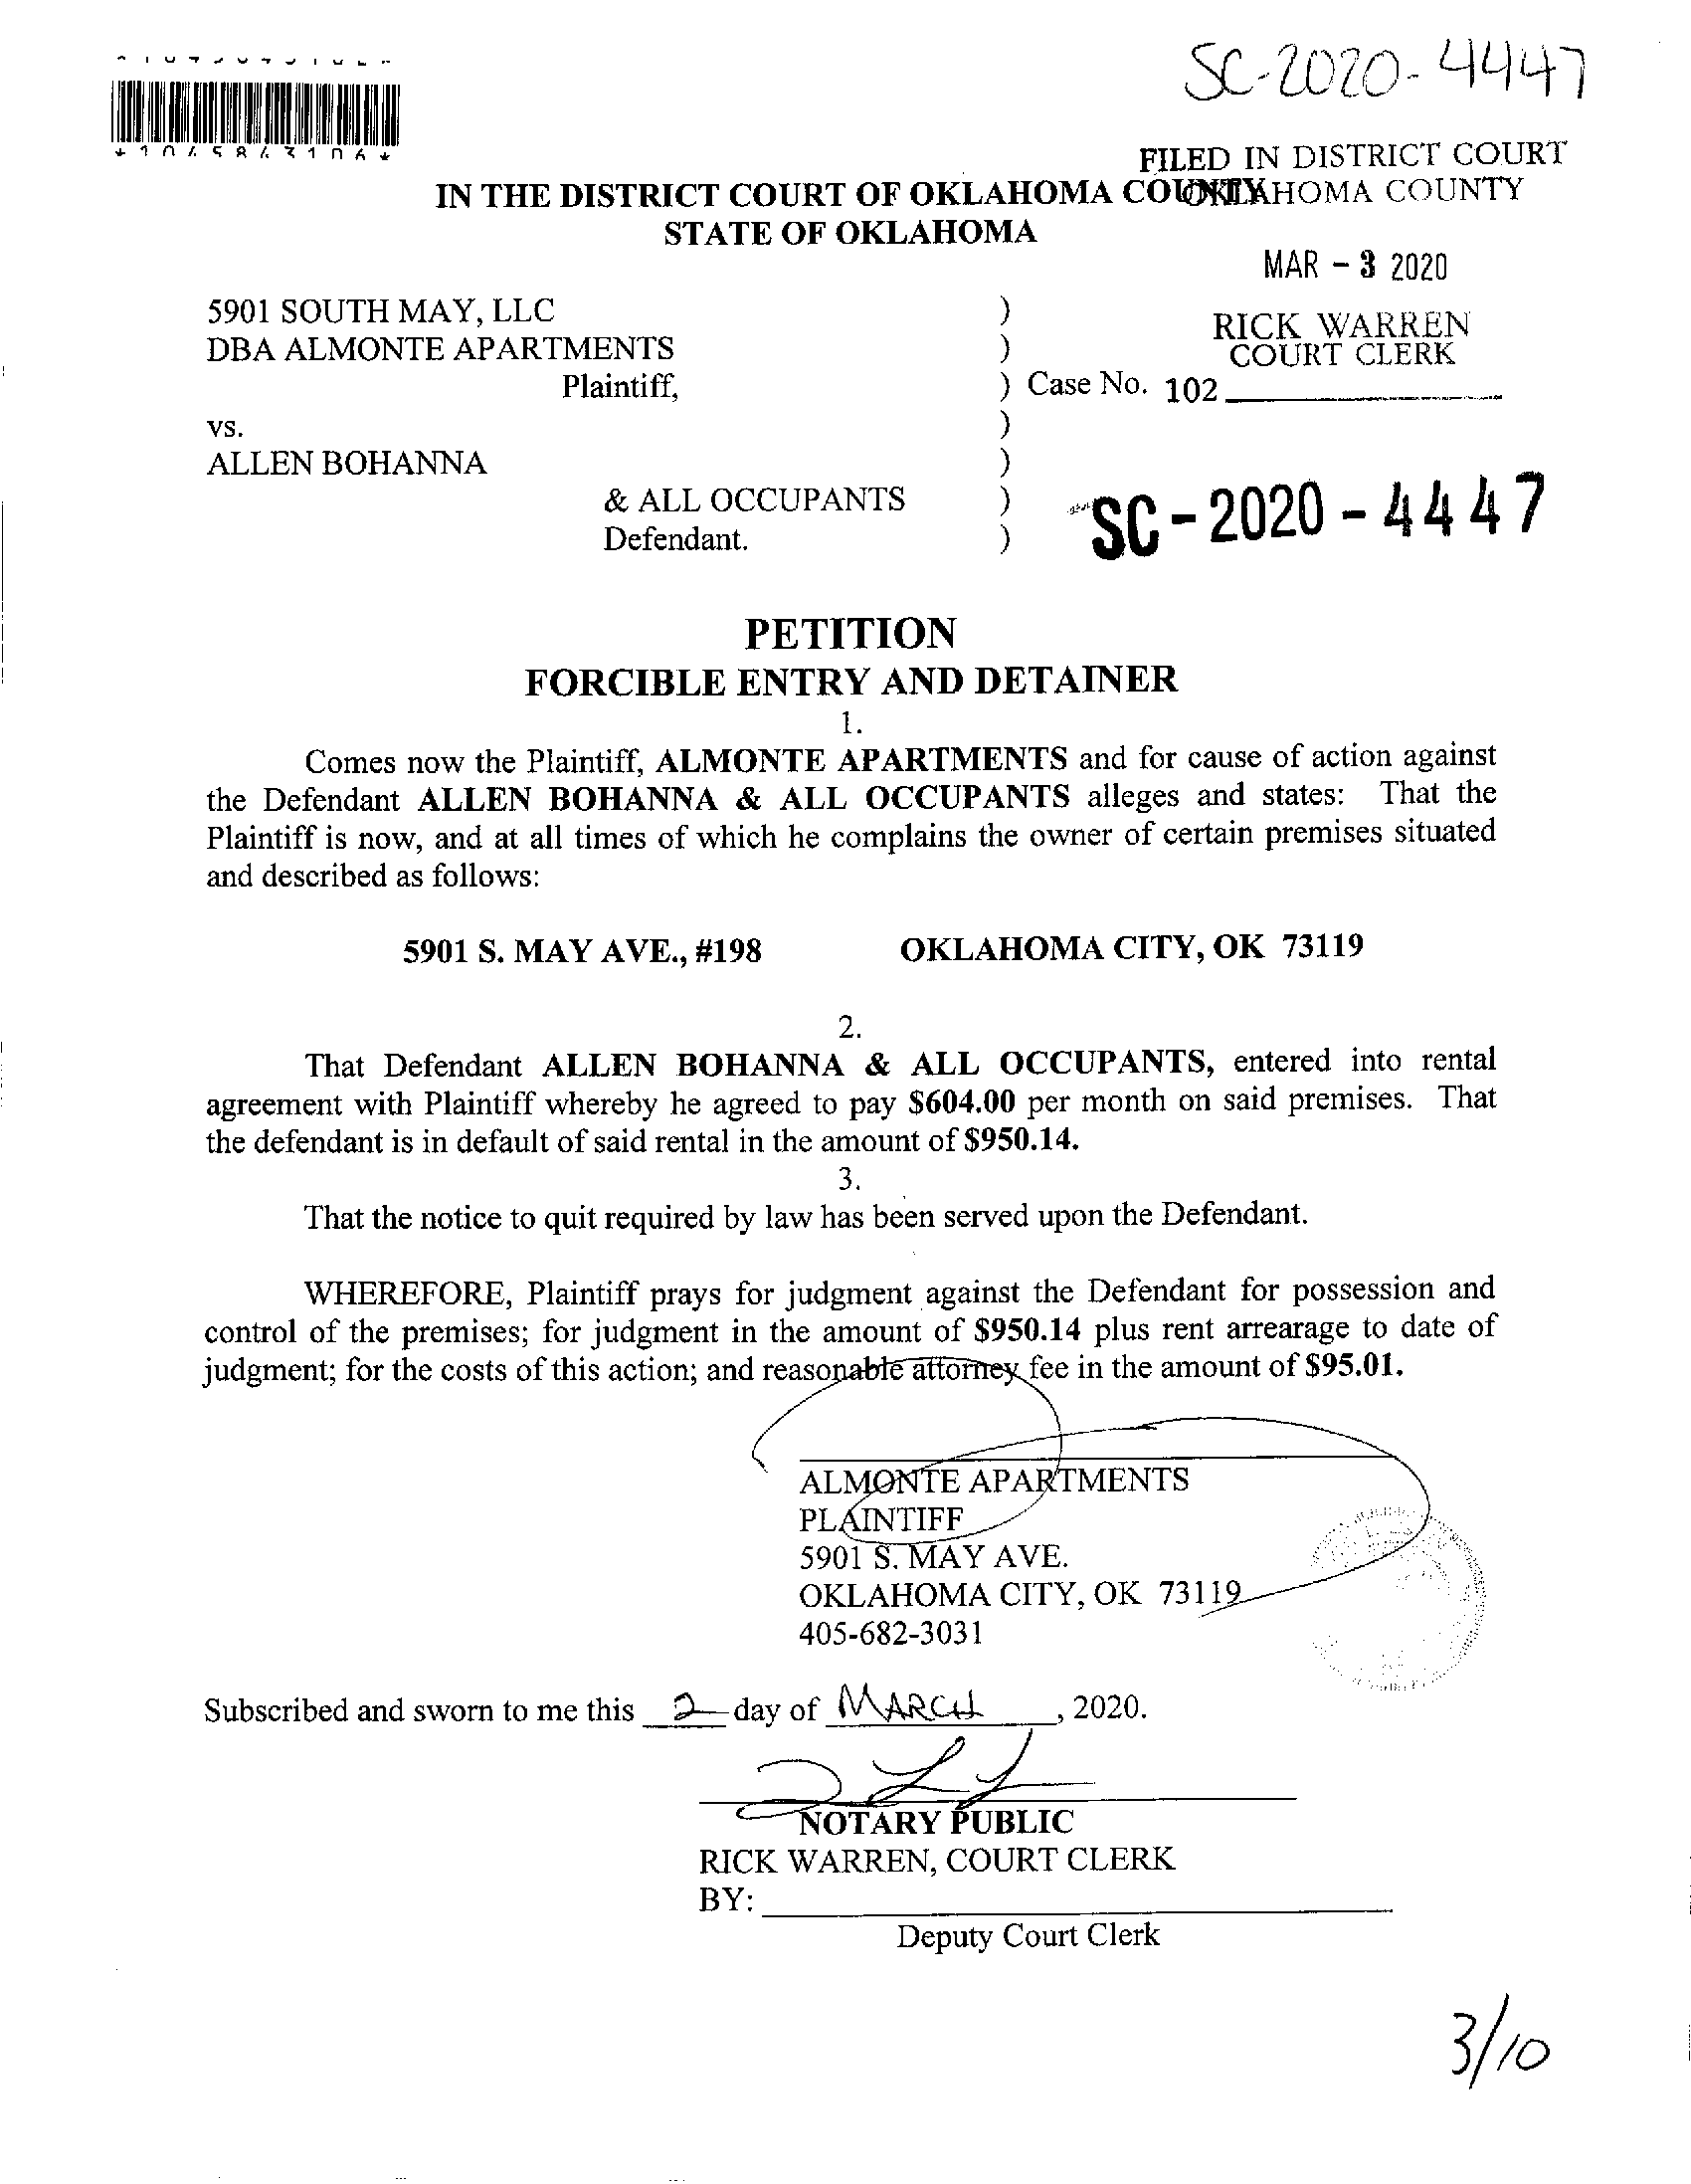 SC-2020-4447
FILED IN DISTRICT COURT
OKLAHOMA COUNTY
IN THE DISTRICT COURT OF OKLAHOMA COUNTY
STATE OF OKLAHOMA
MAR - 3 2020
RICK WARREN
COURT CLERK
5901 SOUTH MAY, LLC )
DBA ALMONTE APARTMENTS )
Plaintiff, ) Case No. 102
vs. )
ALLEN BOHANNA )
& ALL OCCUPANTS )
Defendant. )
SC-2020-4447
PETITION
FORCIBLE ENTRY AND DETAINER
1.
Comes now the Plaintiff, ALMONTE APARTMENTS and for cause of action against
the Defendant ALLEN BOHANNA & ALL OCCUPANTS alleges and states: That the
Plaintiff is now, and at all times of which he complains the owner of certain premises situated
and described as follows:
5901 S. MAY AVE., #198 OKLAHOMA CITY, OK 73119
2.
That Defendant ALLEN BOHANNA & ALL OCCUPANTS, entered into rental
agreement with Plaintiff whereby he agreed to pay $604.00 per month on said premises. That
the defendant is in default of said rental in the amount of $950.14.
3.
That the notice to quit required by law has been served upon the Defendant.
WHEREFORE, Plaintiff prays for judgment against the Defendant for possession and
control of the premises; for judgment in the amount of $950.14 plus rent arrearage to date of
judgment; for the costs of this action; and reasonable attorney fee in the amount of $95.01.
ALMONTE APARTMENTS
PLAINTIFF
5901 S. MAY AVE.
OKLAHOMA CITY, OK 73119
405-682-3031
Subscribed and sworn to me this 2 day of MARCH, 2020.
NOTARY PUBLIC
RICK WARREN, COURT CLERK
BY:
Deputy Court Clerk
3/10